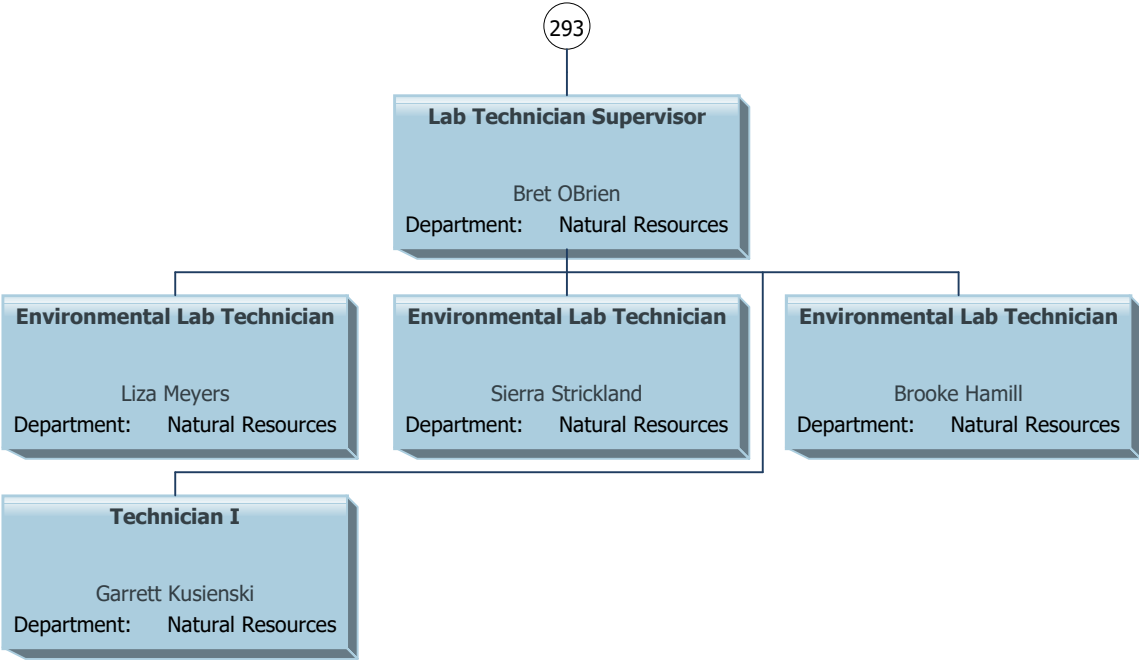 293
Lab Technician Supervisor
Bret OBrien
Department: Natural Resources
Environmental Lab Technician
Liza Meyers
Department: Natural Resources
Environmental Lab Technician
Sierra Strickland
Department: Natural Resources
Environmental Lab Technician
Brooke Hamill
Department: Natural Resources
Technician I
Garrett Kusienski
Department: Natural Resources